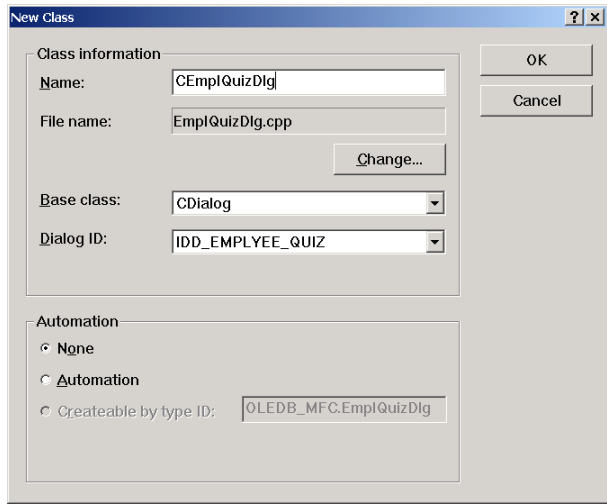 New Class
Class information
Name:
CEmplQuizDlg
File name:
EmplQuizDlg.cpp
Change...
Base class:
CDialog
Dialog ID:
IDD_EMPLYEE_QUIZ
OK
Cancel
Automation
None
Automation
Createable by type ID:
OLEDB_MFC.EmplQuizDlg